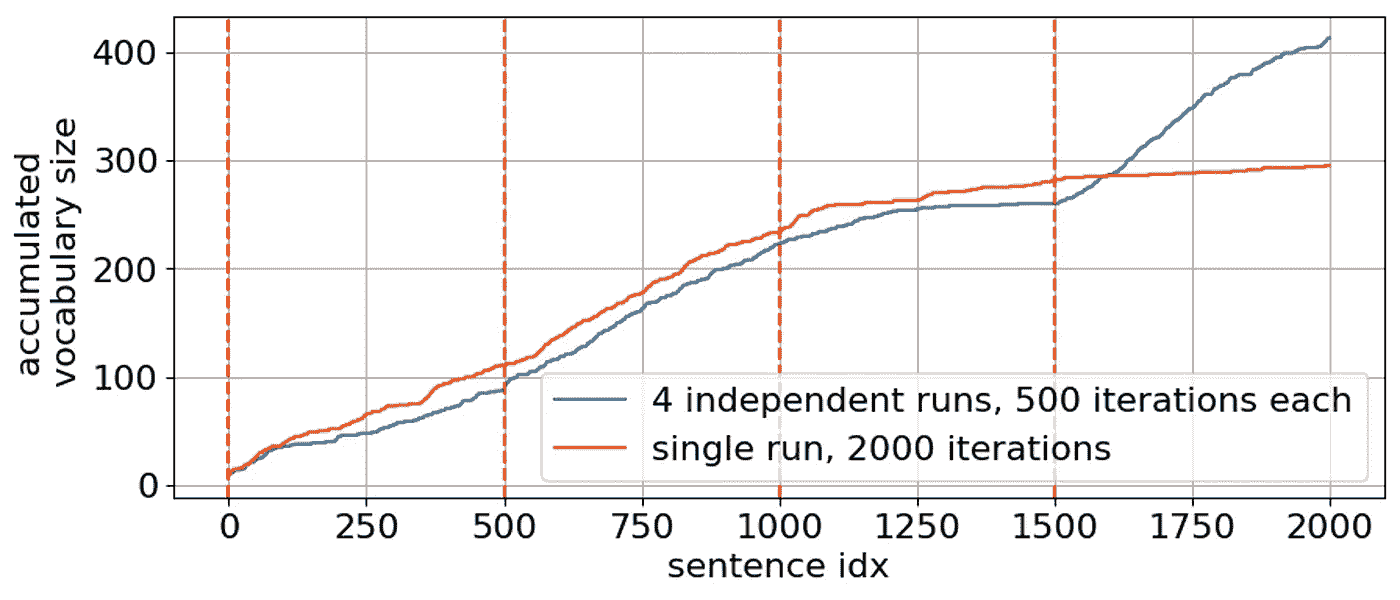 400
300
200
100
0
accumulated
vocabulary size
4 independent runs, 500 iterations each
single run, 2000 iterations
0 250 500 750 1000 1250 1500 1750 2000
sentence idx